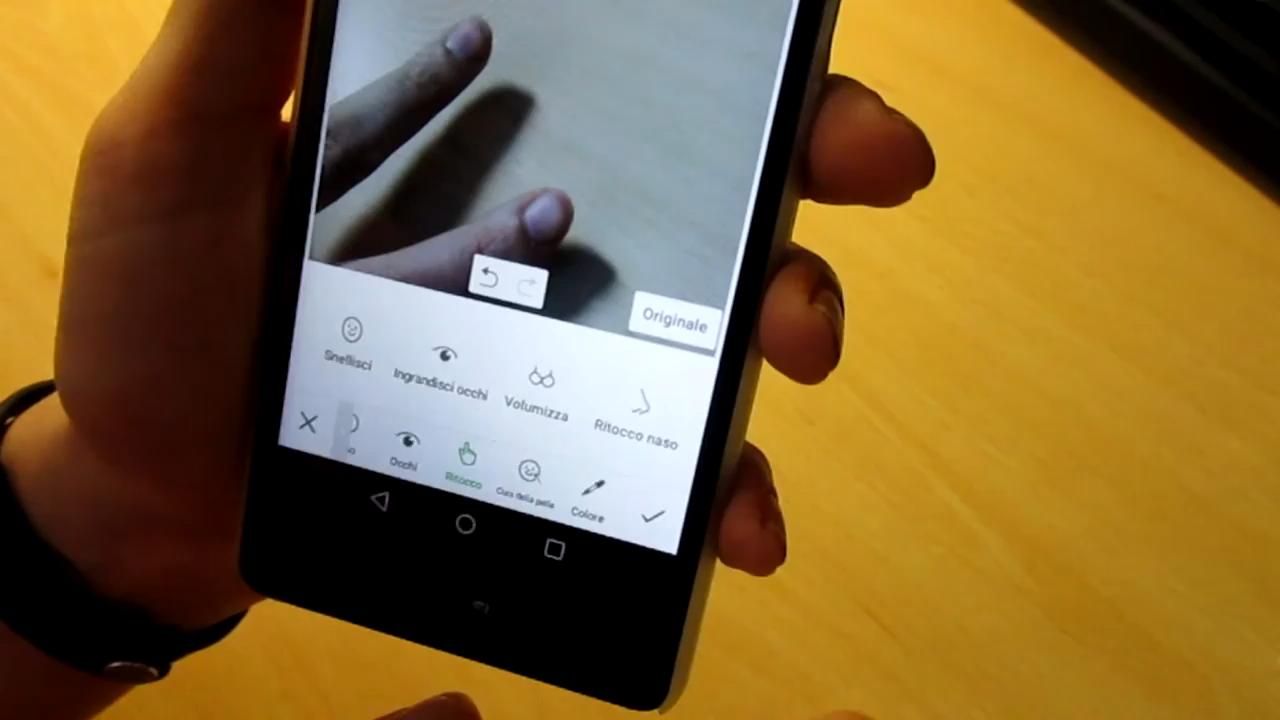 Originale
Snellisci
Ingrandisci occhi
Volumizza
Ritocco naso
Occhi
Ritocco
Cura della pelle
Colore